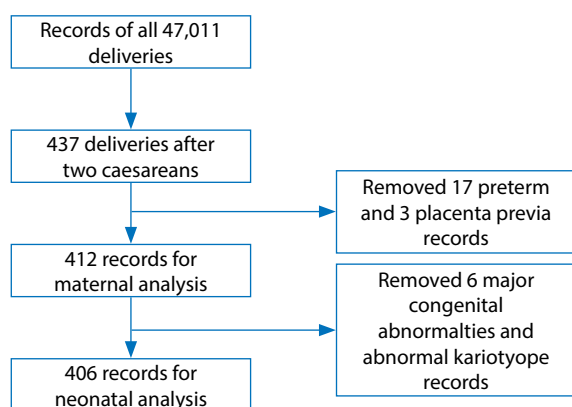 Records of all 47,011
deliveries
437 deliveries after
two caesareans
Removed 17 preterm
and 3 placenta previa
records
412 records for
maternal analysis
Removed 6 major
congenital
abnormalties and
abnormal kariotyope
records
406 records for
neonatal analysis